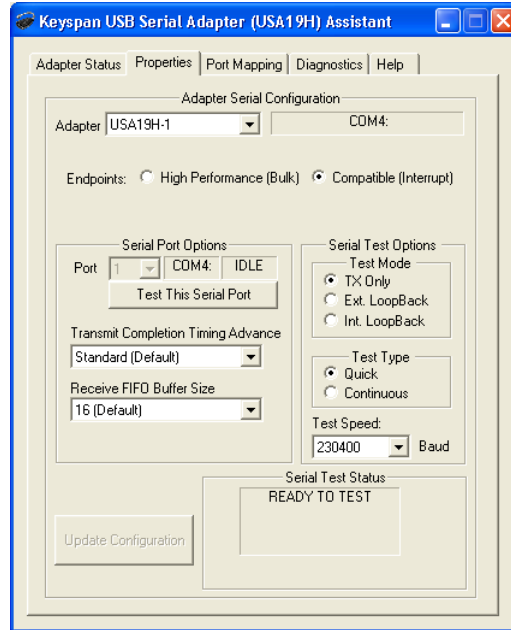 Keyspan USB Serial Adapter (USA19H) Assistant
Adapter Status Properties Port Mapping Diagnostics Help
Adapter Serial Configuration
Adapter USA19H-1 COM4:
Endpoints: High Performance (Bulk) Compatible (Interrupt)
Serial Port Options
Port 1 COM4: IDLE
Test This Serial Port
Transmit Completion Timing Advance
Standard (Default)
Receive FIFO Buffer Size
16 (Default)
Serial Test Options
Test Mode
TX Only
Ext. LoopBack
Int. LoopBack
Test Type
Quick
Continuous
Test Speed:
230400 Baud
Serial Test Status
READY TO TEST
Update Configuration